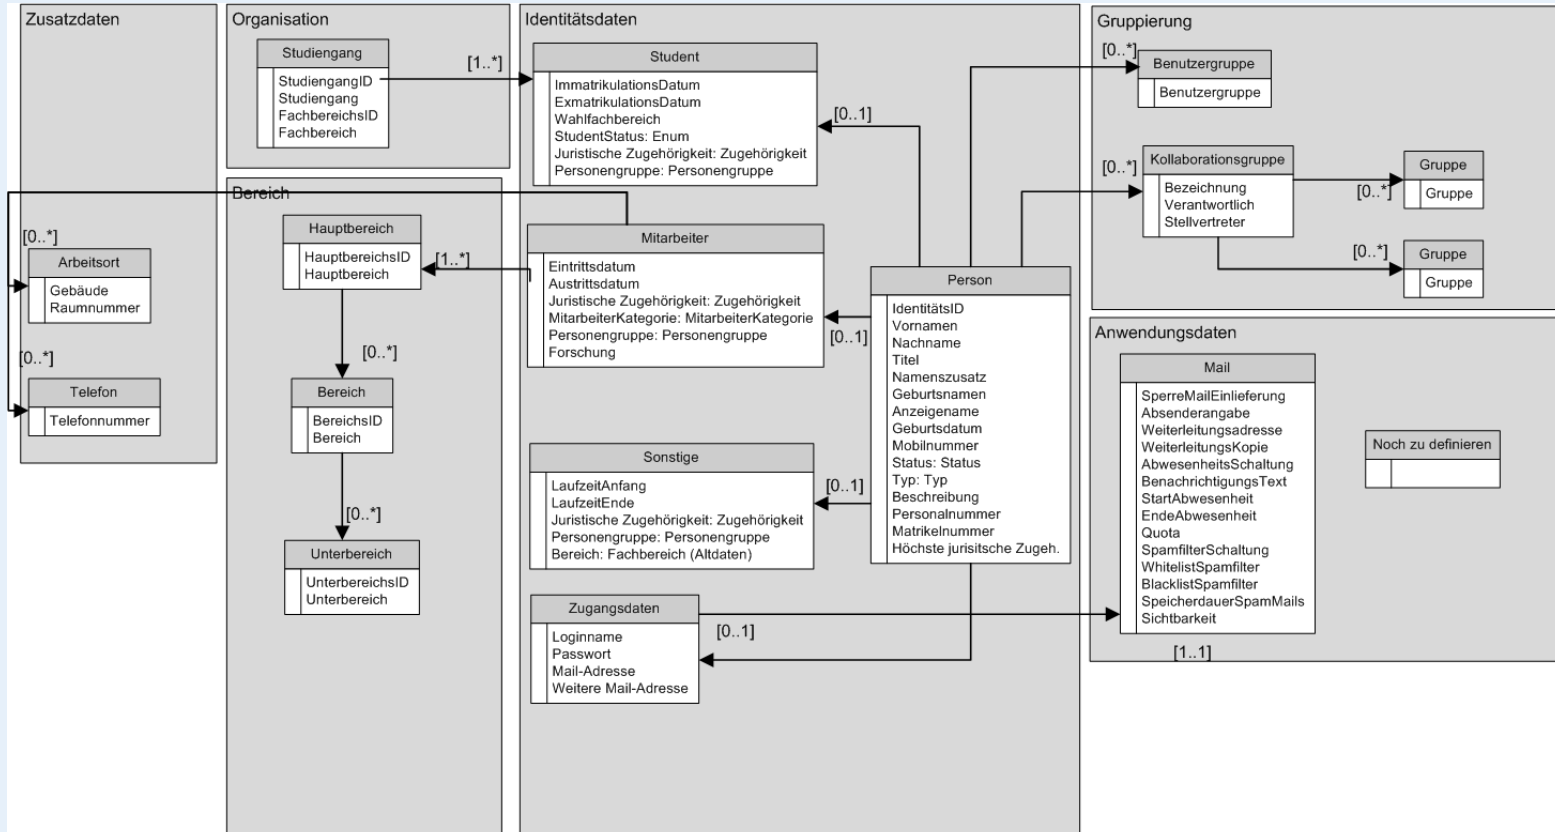 Zusatzdaten
[0..*]
Arbeitsort
Gebäude
Raumnummer
[0..*]
Telefon
Telefonnummer
Organisation
Studiengang
StudiengangID
Studiengang
FachbereichsID
Fachbereich
[1..*]
Bereich
Hauptbereich
HauptbereichsID
Hauptbereich
[1..*]
[0..*]
Bereich
BereichsID
Bereich
[0..*]
Unterbereich
UnterbereichsID
Unterbereich
Identitätsdaten
Student
ImmatrikulationsDatum
ExmatrikulationsDatum
Wahlfachbereich
StudentStatus: Enum
Juristische Zugehörigkeit: Zugehörigkeit
Personengruppe: Personengruppe
[0..1]
Mitarbeiter
Eintrittsdatum
Austrittsdatum
Juristische Zugehörigkeit: Zugehörigkeit
MitarbeiterKategorie: MitarbeiterKategorie
Personengruppe: Personengruppe
Forschung
[0..1]
Sonstige
LaufzeitAnfang
LaufzeitEnde
Juristische Zugehörigkeit: Zugehörigkeit
Personengruppe: Personengruppe
Bereich: Fachbereich (Altdaten)
[0..1]
Zugangsdaten
Loginname
Passwort
Mail-Adresse
Weitere Mail-Adresse
[0..1]
Person
IdentitätsID
Vornamen
Nachname
Titel
Namenszusatz
Geburtsnamen
Anzeigename
Geburtsdatum
Mobilnummer
Status: Status
Typ: Typ
Beschreibung
Personalnummer
Matrikelnummer
Höchste jurisitsche Zugeh.
Gruppierung
[0..*]
Benutzergruppe
Benutzergruppe
[0..*]
Kollaborationsgruppe
Bezeichnung
Verantwortlich
Stellvertreter
[0..*]
Gruppe
Gruppe
[0..*]
Gruppe
Gruppe
Anwendungsdaten
Mail
SperreMailEinlieferung
Absenderangabe
Weiterleitungsadresse
WeiterleitungsKopie
AbwesenheitsSchaltung
BenachrichtigungsText
StartAbwesenheit
EndeAbwesenheit
Quota
SpamfilterSchaltung
WhitelistSpamfilter
BlacklistSpamfilter
SpeicherdauerSpamMails
Sichtbarkeit
[1..1]
Noch zu definieren